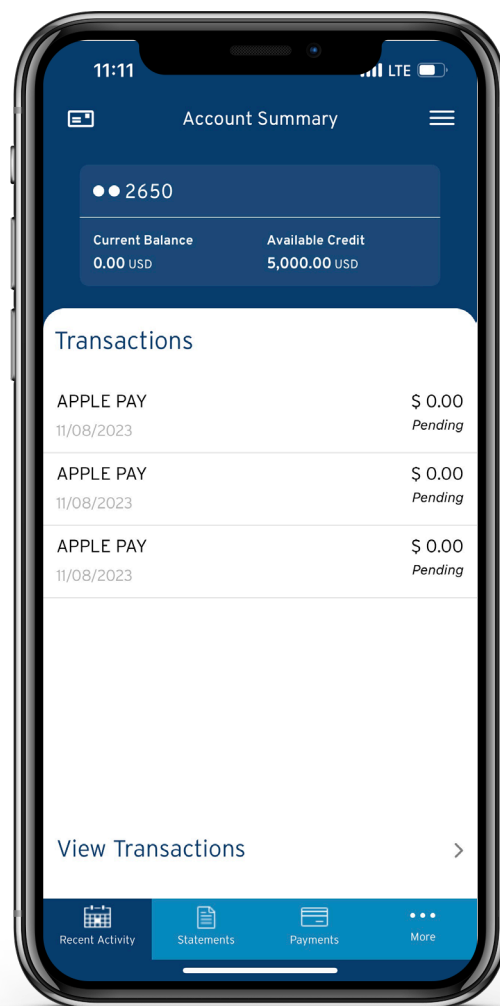 11:11 LTE
Account Summary
●● 2650
Current Balance Available Credit
0.00 USD 5,000.00 USD
Transactions
APPLE PAY $ 0.00
11/08/2023 Pending
APPLE PAY $ 0.00
11/08/2023 Pending
APPLE PAY $ 0.00
11/08/2023 Pending
View Transactions
Recent Activity Statements Payments More